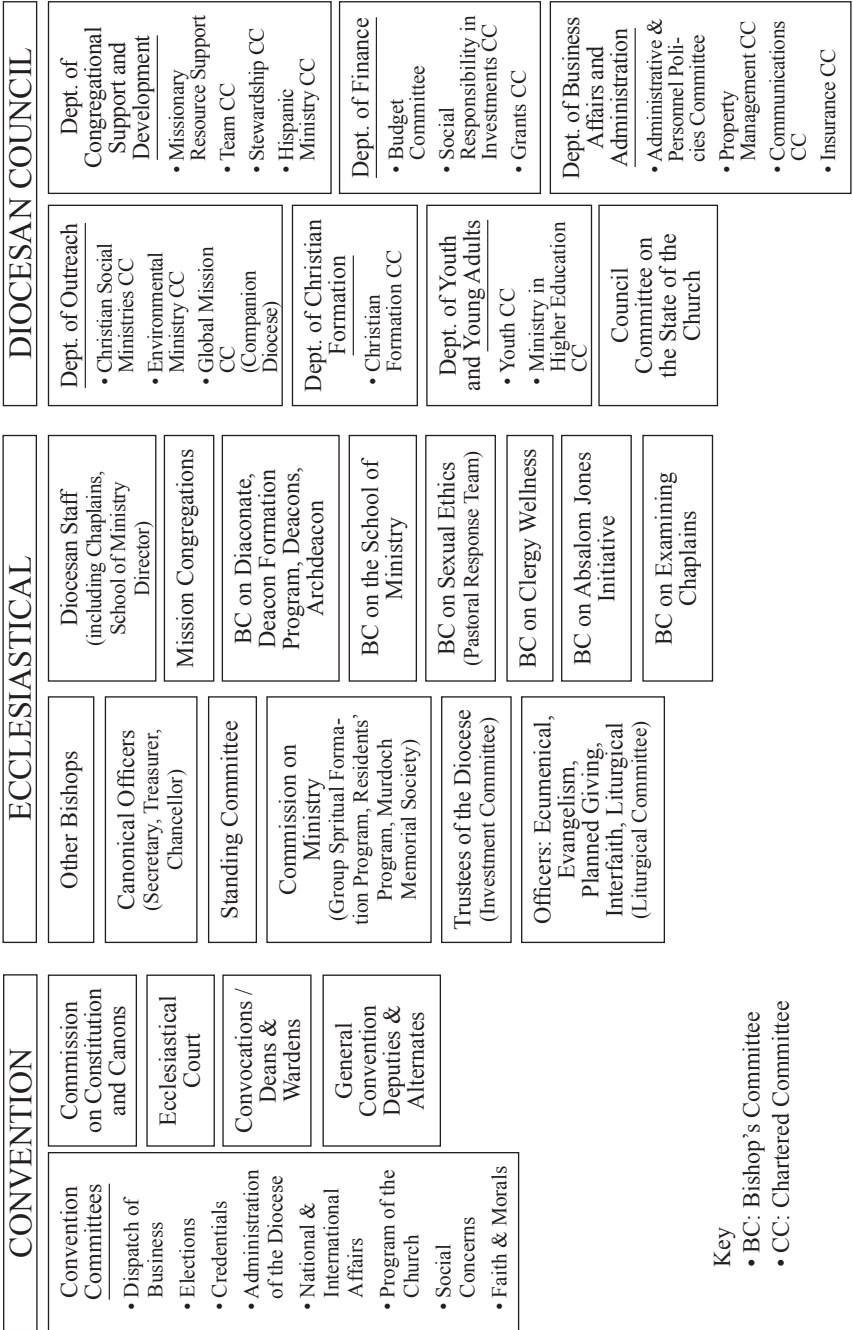 CONVENTION
Convention
Committees
• Dispatch of
Business
• Elections
• Credentials
• Administration
of the Diocese
• National &
International
Affairs
• Program of the
Church
• Social
Concerns
• Faith & Morals
Commission
on Constitution
and Canons
Ecclesiastical
Court
Convocations /
Deans &
Wardens
General
Convention
Deputies &
Alternates
ECCLESIASTICAL
Other Bishops
Canonical Officers
(Secretary, Treasurer,
Chancellor)
Standing Committee
Commission on
Ministry
(Group Spritual Forma-
tion Program, Residents’
Program, Murdoch
Memorial Society)
Trustees of the Diocese
(Investment Committee)
Officers: Ecumenical,
Evangelism,
Planned Giving,
Interfaith, Liturgical
(Liturgical Committee)
Diocesan Staff
(including Chaplains,
School of Ministry
Director)
Mission Congregations
BC on Diaconate,
Deacon Formation
Program, Deacons,
Archdeacon
BC on the School of
Ministry
BC on Sexual Ethics
(Pastoral Response Team)
BC on Clergy Wellness
BC on Absalom Jones
Initiative
BC on Examining
Chaplains
DIOCESAN COUNCIL
Dept. of Outreach
• Christian Social
Ministries CC
• Environmental
Ministry CC
• Global Mission
CC
(Companion
Diocese)
Dept. of Christian
Formation
• Christian
Formation CC
Dept. of Youth
and Young Adults
• Youth CC
• Ministry in
Higher Education
CC
Council
Committee on
the State of the
Church
Dept. of
Congregational
Support and
Development
• Missionary
Resource Support
• Team CC
• Stewardship CC
• Hispanic
Ministry CC
Dept. of Finance
• Budget
Committee
• Social
Responsibility in
Investments CC
• Grants CC
Dept. of Business
Affairs and
Administration
• Administrative &
Personnel Poli-
cies Committee
• Property
Management CC
• Communications
CC
• Insurance CC
Key
• BC: Bishop’s Committee
• CC: Chartered Committee